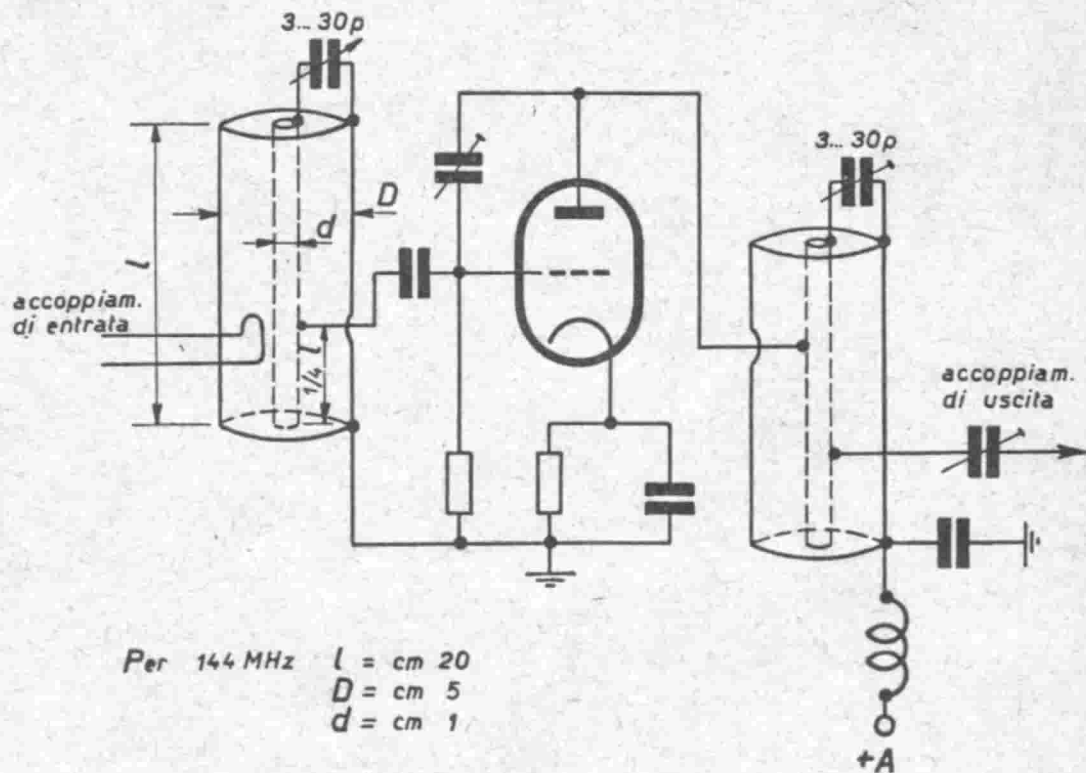 3... 30p
D
d
l
accoppiam.
di entrata
1/4 l
3... 30p
accoppiam.
di uscita
+A
Per 144 MHz l = cm 20
D = cm 5
d = cm 1